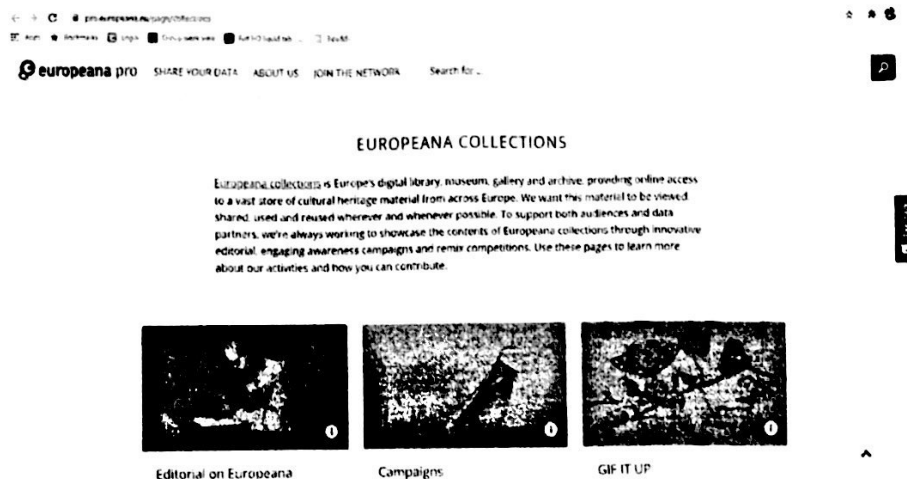 europeana pro SHARE YOUR DATA ABOUT US JOIN THE NETWORK Search for ...
EUROPEANA COLLECTIONS
Europeana collections is Europe's digital library, museum, gallery and archive, providing online access
to a vast store of cultural heritage material from across Europe. We want this material to be viewed
shared, used and reused wherever and whenever possible. To support both audiences and data
partners, we're always working to showcase the contents of Europeana collections through innovative
editorial, engaging awareness campaigns and remix competitions. Use these pages to learn more
about our activities and how you can contribute.
Editorial on Europeana Campaigns GIF IT UP